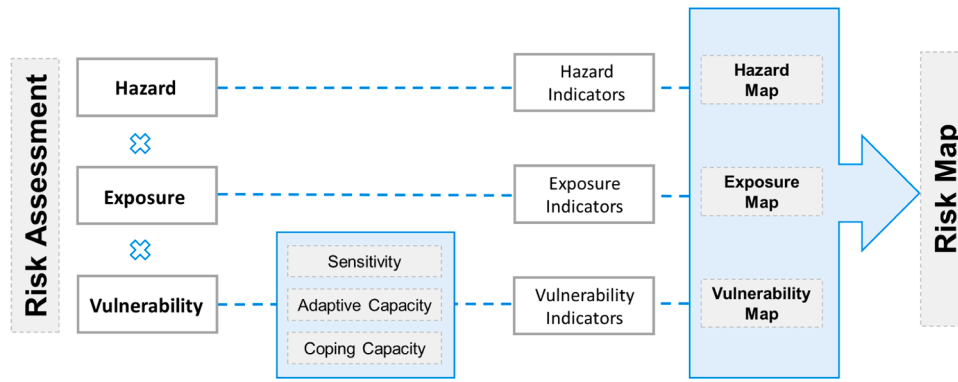 Risk Assessment
Hazard
Hazard
Indicators
Hazard
Map
Exposure
Exposure
Indicators
Exposure
Map
Vulnerability
Sensitivity
Adaptive Capacity
Coping Capacity
Vulnerability
Indicators
Vulnerability
Map
Risk Map